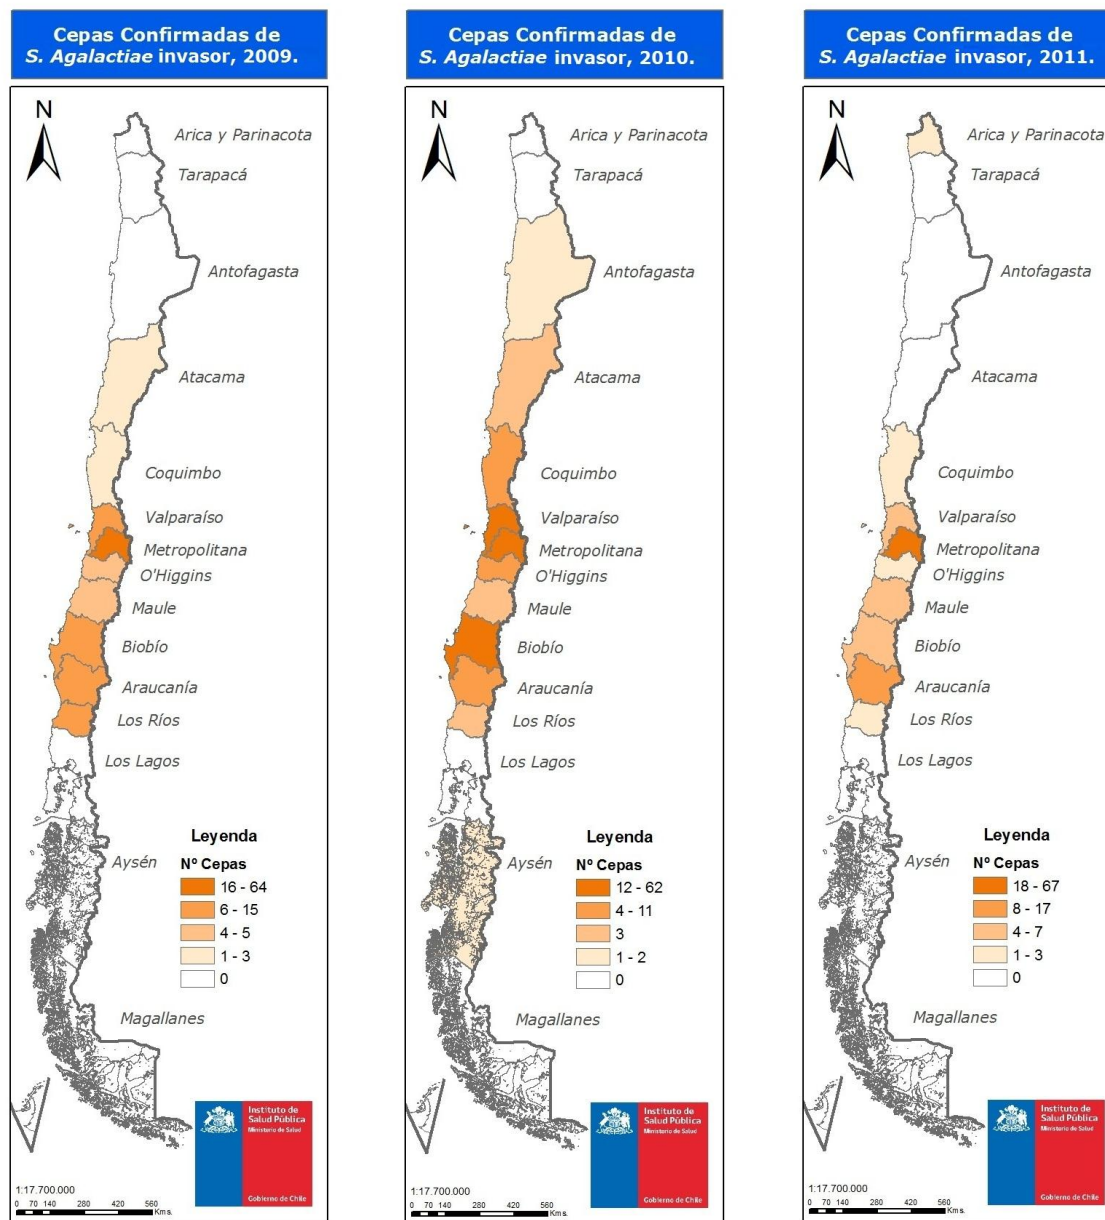 Cepas Confirmadas de
S. Agalactiae invasor, 2009.
N
Arica y Parinacota
Tarapacá
Antofagasta
Atacama
Coquimbo
Valparaíso
Metropolitana
O'Higgins
Maule
Biobío
Araucanía
Los Ríos
Los Lagos
Aysén
Magallanes
Leyenda
Nº Cepas
16 - 64
6 - 15
4 - 5
1 - 3
0
Instituto de
Salud Pública
Ministerio de Salud
Gobierno de Chile
1:17.700.000
0 70 140 280 420 560
Kms.
Cepas Confirmadas de
S. Agalactiae invasor, 2010.
N
Arica y Parinacota
Tarapacá
Antofagasta
Atacama
Coquimbo
Valparaíso
Metropolitana
O'Higgins
Maule
Biobío
Araucanía
Los Ríos
Los Lagos
Aysén
Magallanes
Leyenda
Nº Cepas
12 - 62
4 - 11
3
1 - 2
0
Instituto de
Salud Pública
Ministerio de Salud
Gobierno de Chile
1:17.700.000
0 70 140 280 420 560
Kms.
Cepas Confirmadas de
S. Agalactiae invasor, 2011.
N
Arica y Parinacota
Tarapacá
Antofagasta
Atacama
Coquimbo
Valparaíso
Metropolitana
O'Higgins
Maule
Biobío
Araucanía
Los Ríos
Los Lagos
Aysén
Magallanes
Leyenda
Nº Cepas
18 - 67
8 - 17
4 - 7
1 - 3
0
Instituto de
Salud Pública
Ministerio de Salud
Gobierno de Chile
1:17.700.000
0 70 140 280 420 560
Kms.